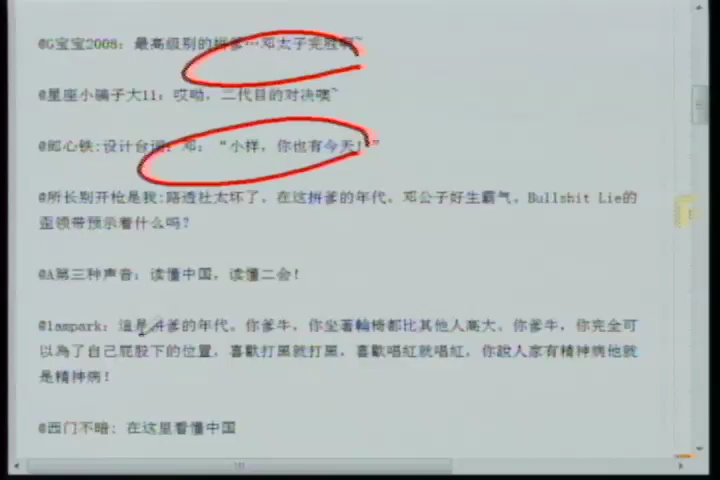 @G宝宝2008：最高级别的拼爹…邓太子完胜啊~
@星座小骗子大11：哎呦，二代目的对决噢~
@郎心铁:设计台词：邓：“小样，你也有今天！”
@所长别开枪是我:路透社太坏了，在这拼爹的年代，邓公子好生霸气，Bullshit Lie的
歪领带预示着什么吗？
@A第三种声音：读懂中国，读懂二会！
@lampark：這是拼爹的年代。你爹牛，你坐著輪椅都比其他人高大。你爹牛，你完全可
以為了自己屁股下的位置，喜歡打黑就打黑，喜歡唱紅就唱紅，你說人家有精神病他就
是精神病！
@西门不暗: 在这里看懂中国